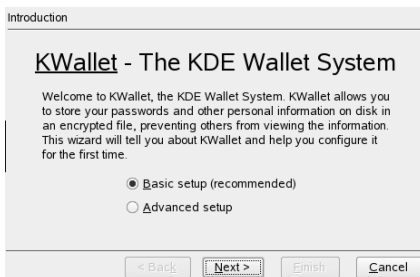 Introduction
KWallet - The KDE Wallet System
Welcome to KWallet, the KDE Wallet System. KWallet allows you
to store your passwords and other personal information on disk in
an encrypted file, preventing others from viewing the information.
This wizard will tell you about KWallet and help you configure it
for the first time.
Basic setup (recommended)
Advanced setup
< Back Next > Finish Cancel